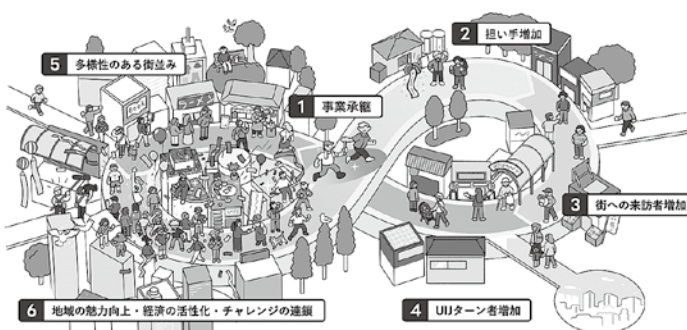 1 事業承継
2 担い手増加
3 街への来訪者増加
4 UIJターン者増加
5 多様性のある街並み
6 地域の魅力向上・経済の活性化・チャレンジの連鎖